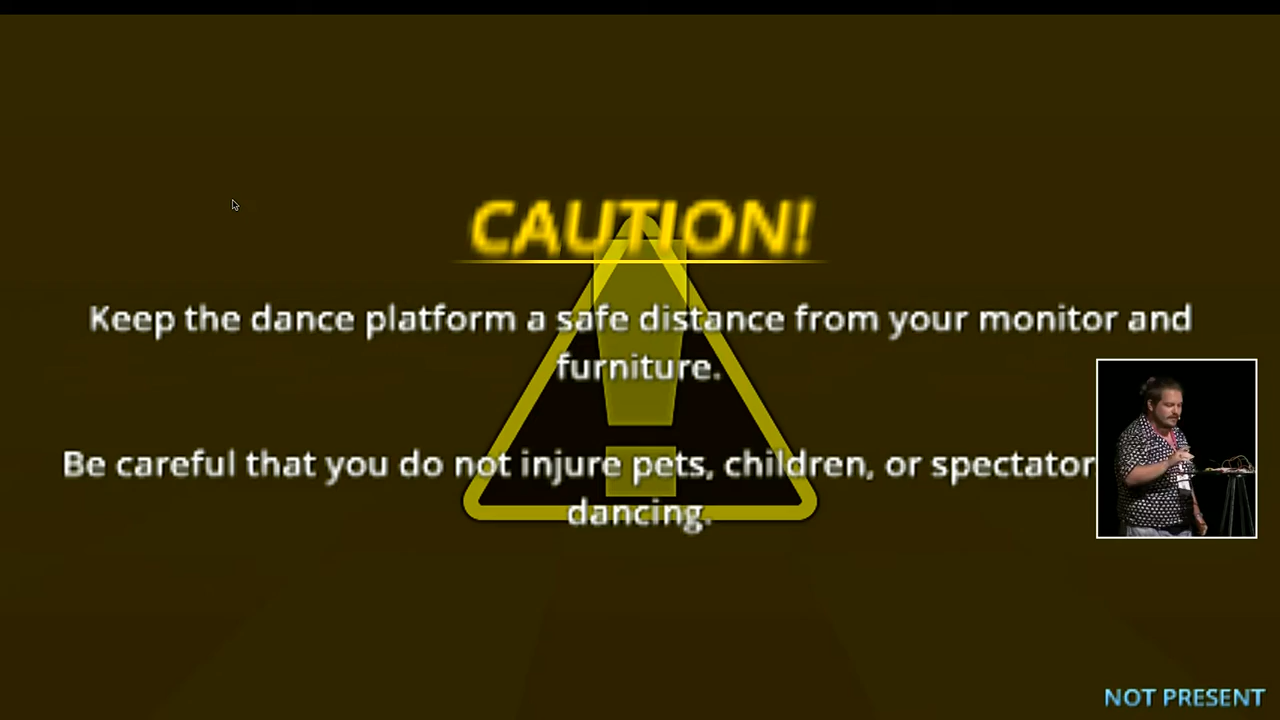 CAUTION!
Keep the dance platform a safe distance from your monitor and
furniture.
Be careful that you do not injure pets, children, or spectator
dancing.
NOT PRESENT